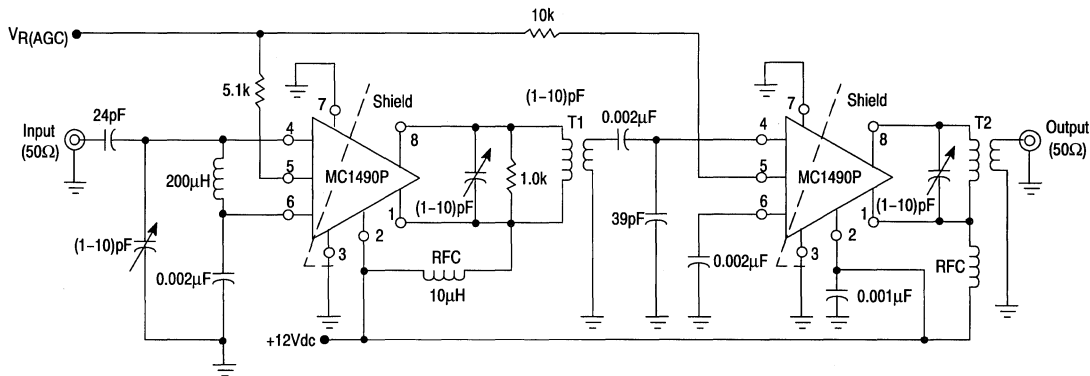 10k
VR(AGC)
5.1k
7
Shield
(1–10)pF
T1
0.002µF
7
Shield
T2
Input
(50Ω)
24pF
4
8
4
8
Output
(50Ω)
200µH
5
MC1490P
1.0k
5
MC1490P
6
1
(1–10)pF
39pF
6
1
(1–10)pF
(1–10)pF
0.002µF
3
2
RFC
10µH
0.002µF
3
2
0.001µF
RFC
+12Vdc